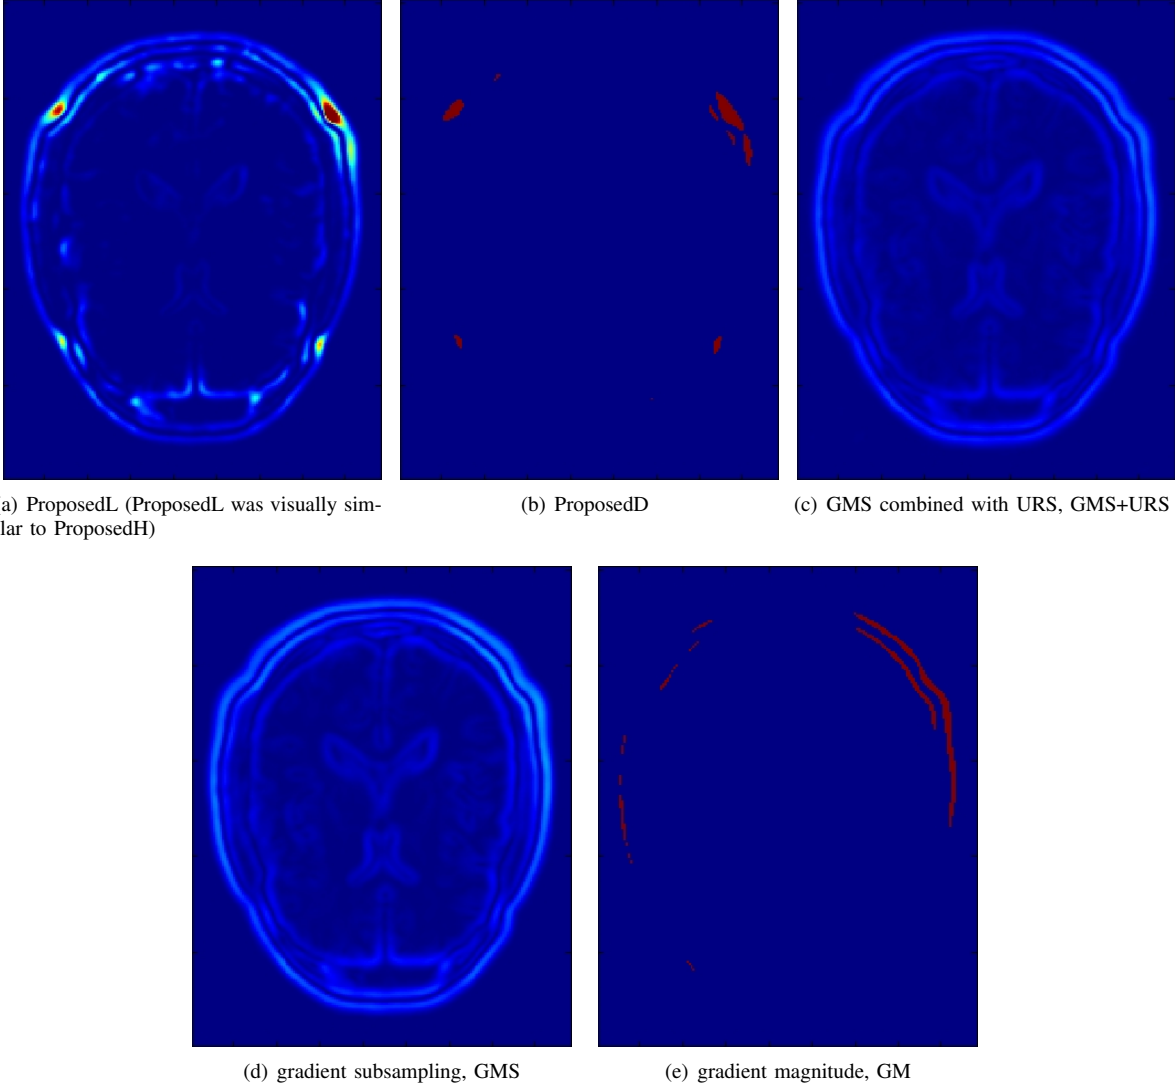 a) ProposedL (ProposedL was visually sim-
lar to ProposedH)
(b) ProposedD
(c) GMS combined with URS, GMS+URS
(d) gradient subsampling, GMS
(e) gradient magnitude, GM